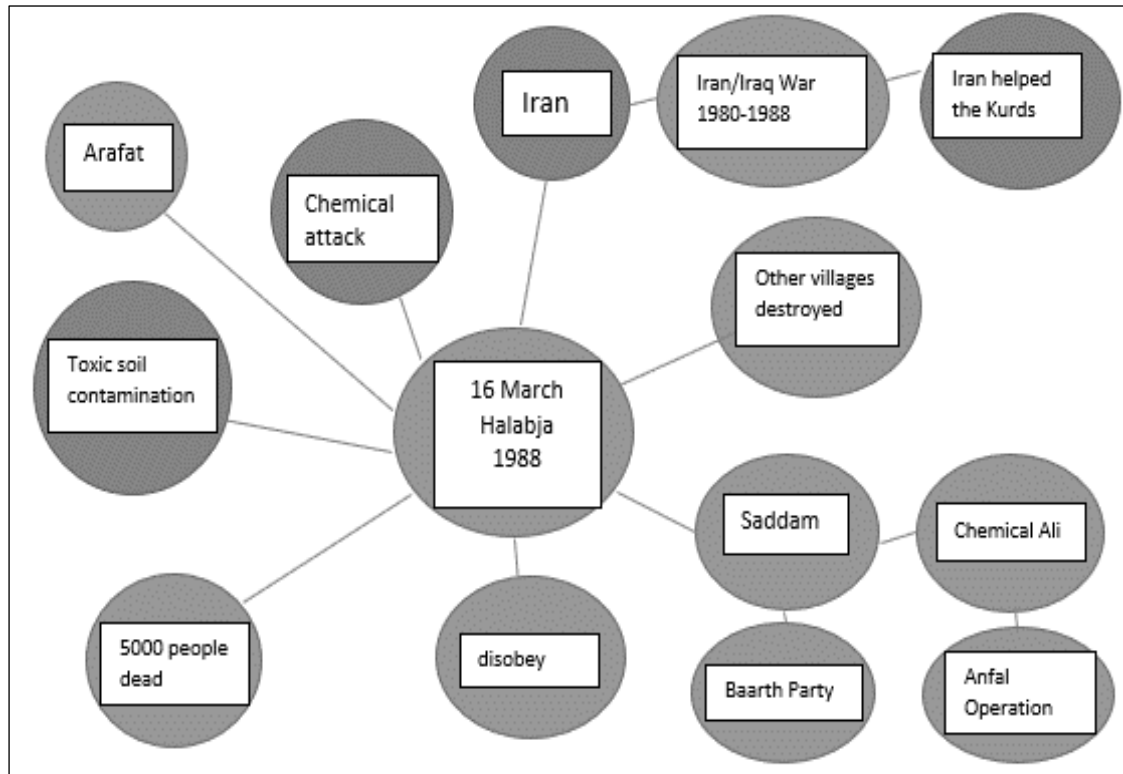 Iran
Iran/Iraq War
1980-1988
Iran helped
the Kurds
Arafat
Chemical
attack
Other villages
destroyed
Toxic soil
contamination
16 March
Halabja
1988
Saddam
Chemical Ali
5000 people
dead
disobey
Baarth Party
Anfal
Operation